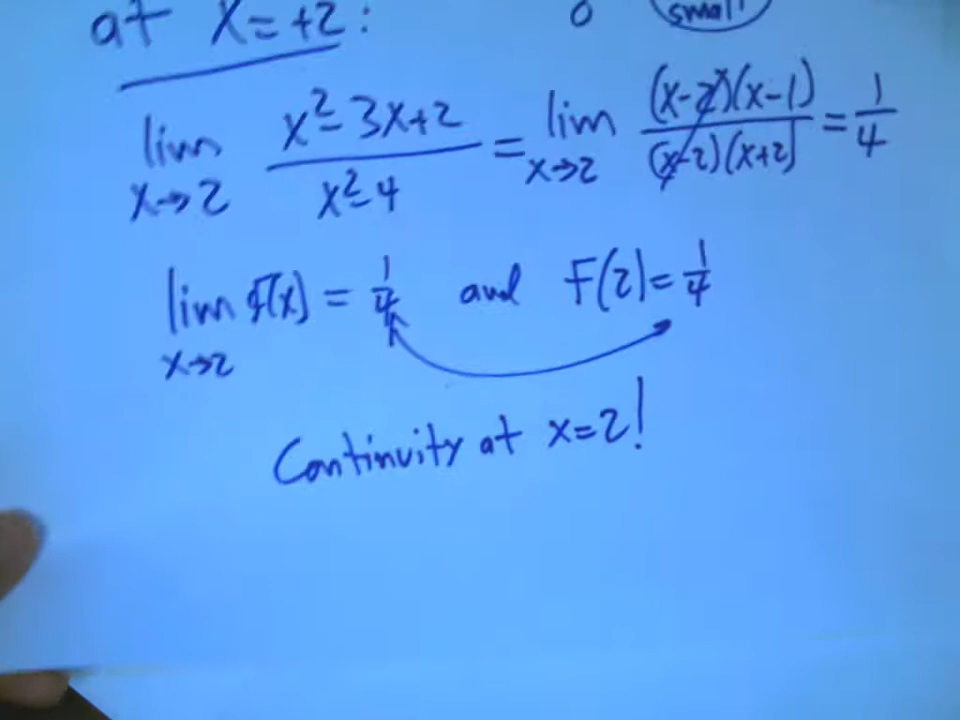 at x = +2: 0 small
lim x→2 x²-3x+2 / x²-4 = lim x→2 (x-2)(x-1) / (x-2)(x+2) = 1/4
lim x→2 f(x) = 1/4 and F(2) = 1/4
Continuity at x=2!